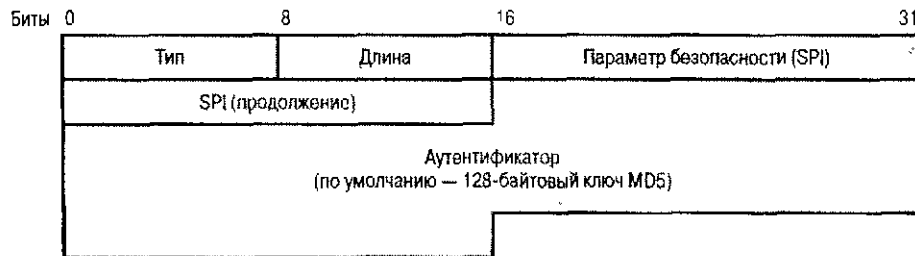 Биты 0 8 16 31
Тип Длина Параметр безопасности (SPI)
SPI (продолжение)
Аутентификатор
(по умолчанию — 128-байтовый ключ MD5)